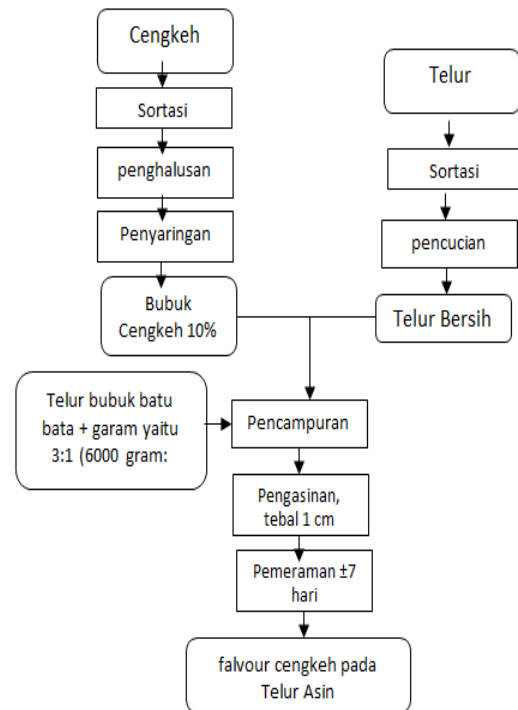 Cengkeh
Sortasi
penghalusan
Penyaringan
Bubuk
Cengkeh 10%
Telur
Sortasi
pencucian
Telur Bersih
Telur bubuk batu
bata + garam yaitu
3:1 (6000 gram:
Pencampuran
Pengasinan,
tebal 1 cm
Pemeraman ±7
hari
falvour cengkeh pada
Telur Asin